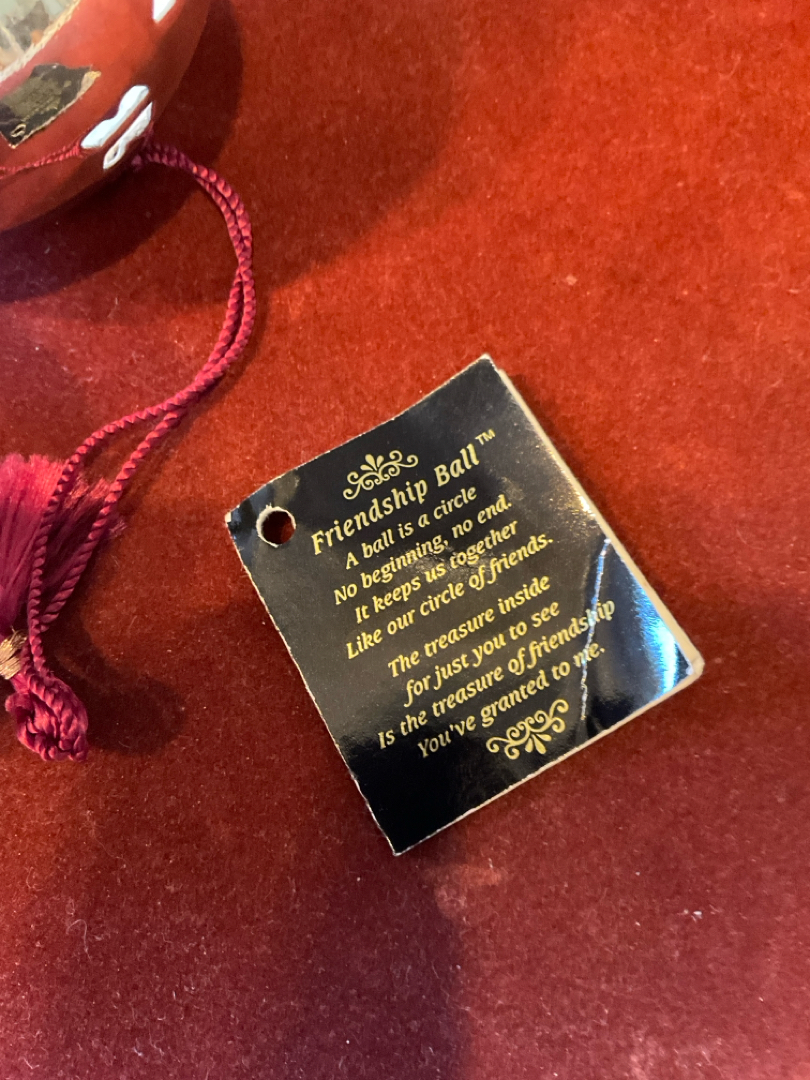 Friendship Ball™
A ball is a circle
No beginning, no end.
It keeps us together
Like our circle of friends.
The treasure inside
for just you to see
Is the treasure of friendship
You've granted to me.